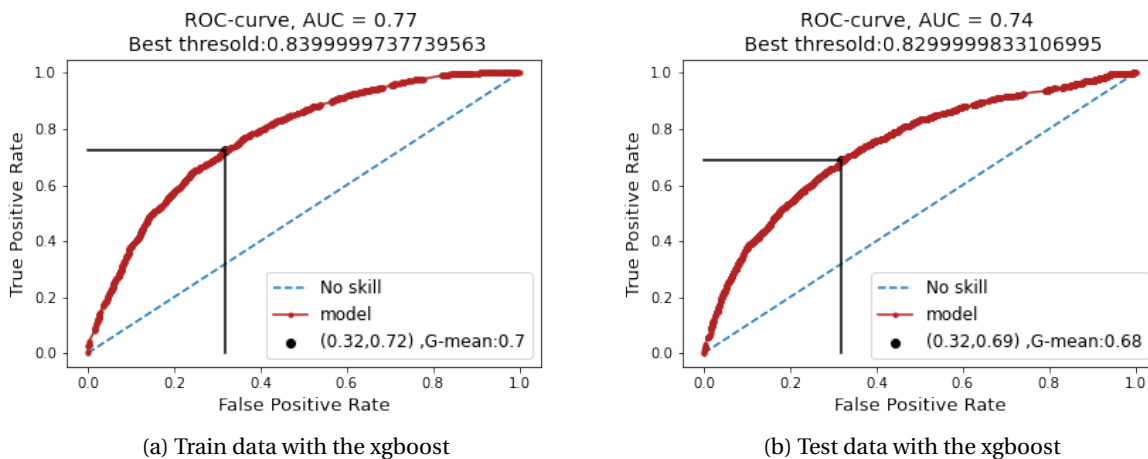 ROC-curve, AUC = 0.77
Best thresold:0.8399999737739563
True Positive Rate
1.0
0.8
0.6
0.4
0.2
0.0
No skill
model
(0.32,0.72) ,G-mean:0.7
0.0 0.2 0.4 0.6 0.8 1.0
False Positive Rate
(a) Train data with the xgboost
ROC-curve, AUC = 0.74
Best thresold:0.8299999833106995
True Positive Rate
1.0
0.8
0.6
0.4
0.2
0.0
No skill
model
(0.32,0.69) ,G-mean:0.68
0.0 0.2 0.4 0.6 0.8 1.0
False Positive Rate
(b) Test data with the xgboost